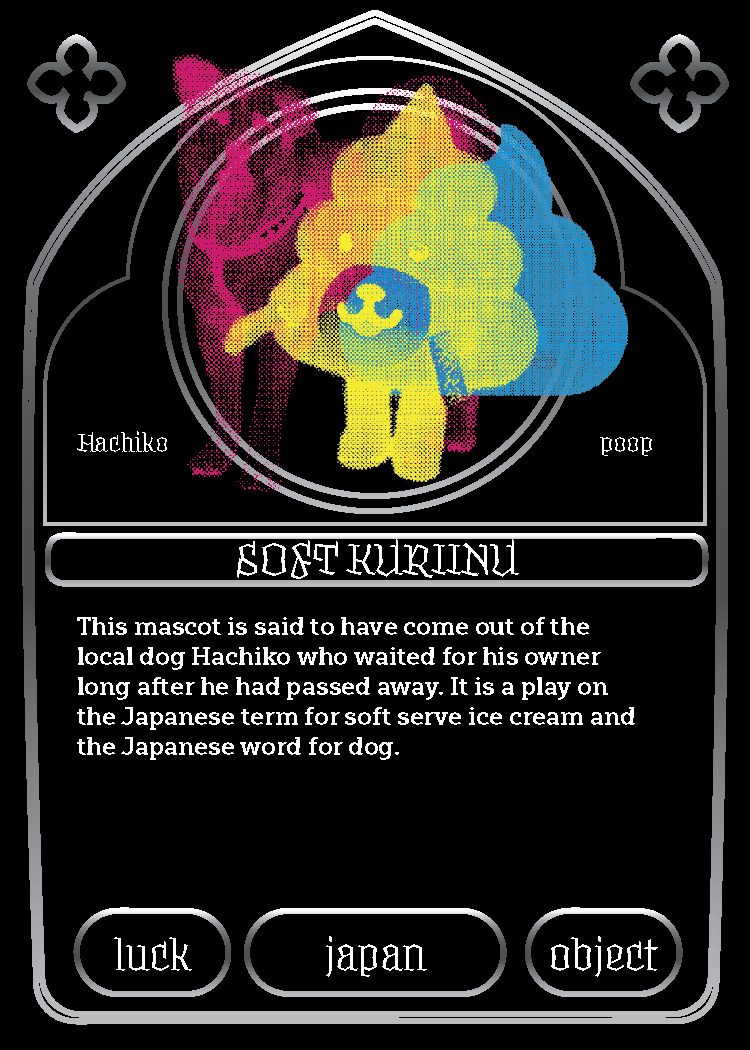 Hachiko
poop
SOFT KURIINU
This mascot is said to have come out of the
local dog Hachiko who waited for his owner
long after he had passed away. It is a play on
the Japanese term for soft serve ice cream and
the Japanese word for dog.
luck
japan
object